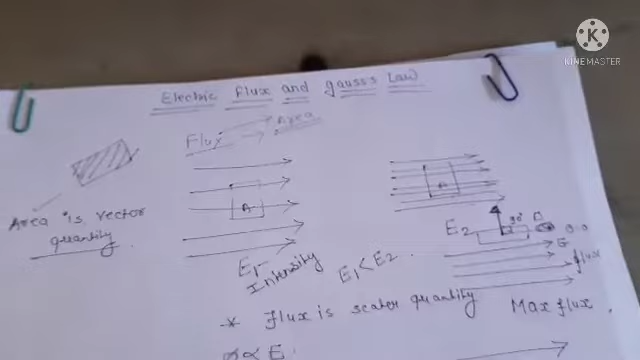 KINEMASTER
Electric flux and gauss's Law
Flux → Area
Area is vector
quantity.
A
A
E1 -
Intensity
E1 < E2.
E2
90°
flux
* flux is scaler quantity
Max flux.
∅ ∝ E.